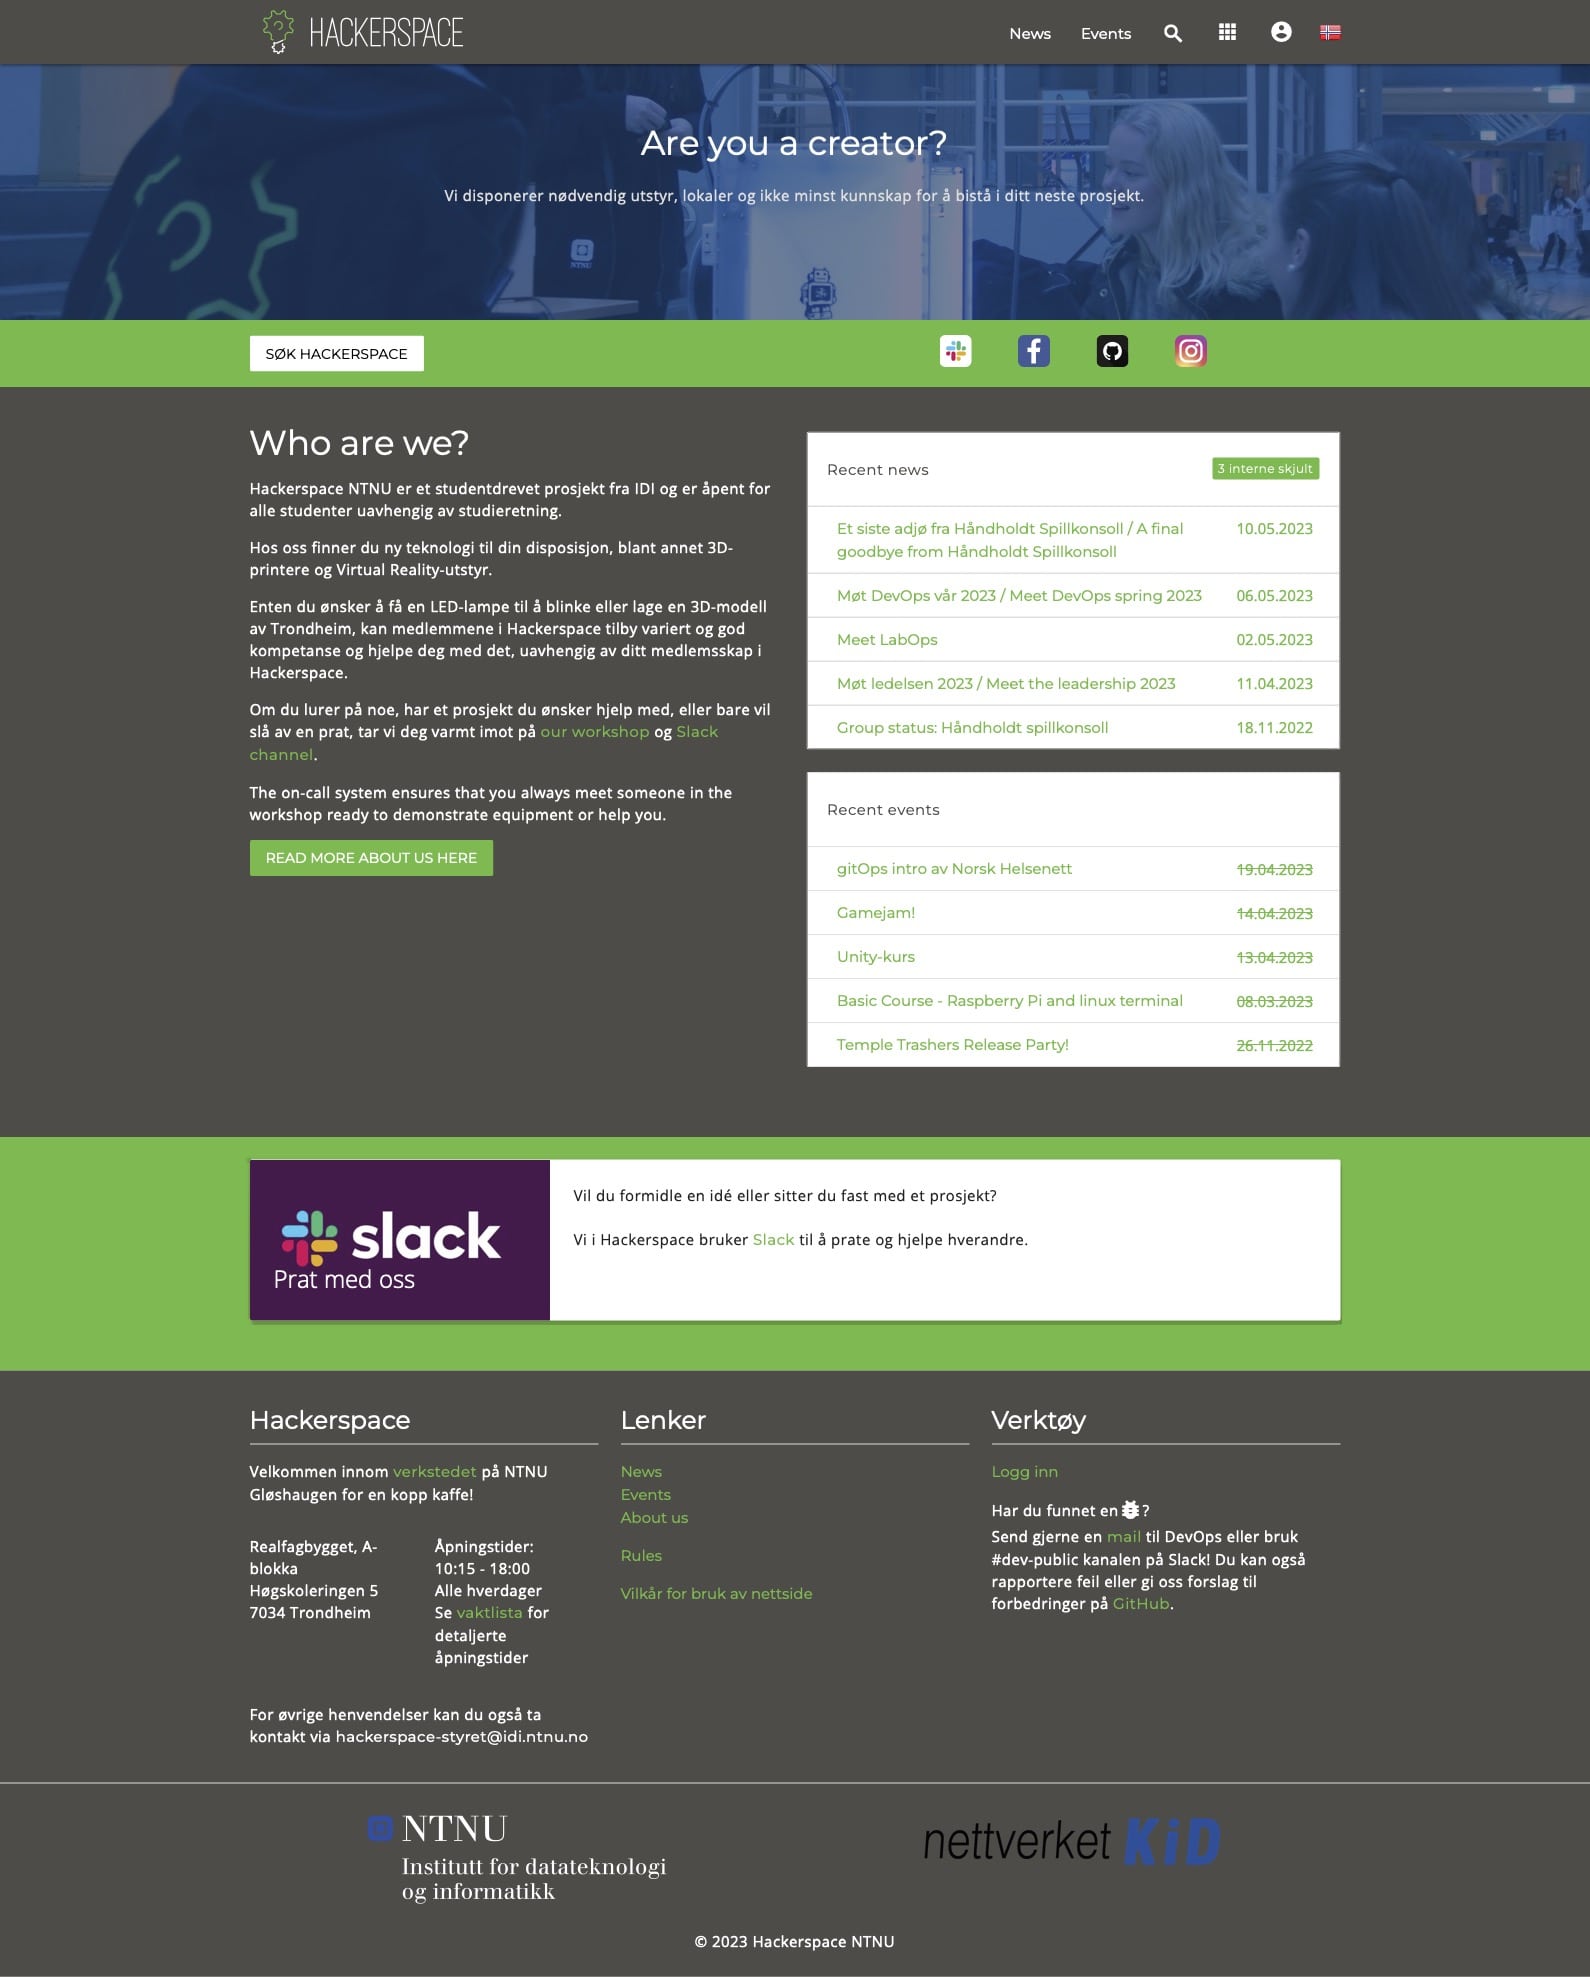 HACKERSPACE
News
Events
Are you a creator?
Vi disponerer nødvendig utstyr, lokaler og ikke minst kunnskap for å bistå i ditt neste prosjekt.
NTNU
SØK HACKERSPACE
Who are we?
Hackerspace NTNU er et studentdrevet prosjekt fra IDI og er åpent for
alle studenter uavhengig av studieretning.
Hos oss finner du ny teknologi til din disposisjon, blant annet 3D-
printere og Virtual Reality-utstyr.
Enten du ønsker å få en LED-lampe til å blinke eller lage en 3D-modell
av Trondheim, kan medlemmene i Hackerspace tilby variert og god
kompetanse og hjelpe deg med det, uavhengig av ditt medlemsskap i
Hackerspace.
Om du lurer på noe, har et prosjekt du ønsker hjelp med, eller bare vil
slå av en prat, tar vi deg varmt imot på our workshop og Slack
channel.
The on-call system ensures that you always meet someone in the
workshop ready to demonstrate equipment or help you.
READ MORE ABOUT US HERE
Recent news
3 interne skjult
Et siste adjø fra Håndholdt Spillkonsoll / A final 10.05.2023
goodbye from Håndholdt Spillkonsoll
Møt DevOps vår 2023 / Meet DevOps spring 2023 06.05.2023
Meet LabOps 02.05.2023
Møt ledelsen 2023 / Meet the leadership 2023 11.04.2023
Group status: Håndholdt spillkonsoll 18.11.2022
Recent events
gitOps intro av Norsk Helsenett 19.04.2023
Gamejam! 14.04.2023
Unity-kurs 13.04.2023
Basic Course - Raspberry Pi and linux terminal 08.03.2023
Temple Trashers Release Party! 26.11.2022
slack
Prat med oss
Vil du formidle en idé eller sitter du fast med et prosjekt?
Vi i Hackerspace bruker Slack til å prate og hjelpe hverandre.
Hackerspace
Velkommen innom verkstedet på NTNU
Gløshaugen for en kopp kaffe!
Realfagbygget, A-
blokka
Høgskoleringen 5
7034 Trondheim
Åpningstider:
10:15 - 18:00
Alle hverdager
Se vaktlista for
detaljerte
åpningstider
For øvrige henvendelser kan du også ta
kontakt via hackerspace-styret@idi.ntnu.no
Lenker
News
Events
About us
Rules
Vilkår for bruk av nettside
Verktøy
Logg inn
Har du funnet en ?
Send gjerne en mail til DevOps eller bruk
#dev-public kanalen på Slack! Du kan også
rapportere feil eller gi oss forslag til
forbedringer på GitHub.
NTNU
Institutt for datateknologi
og informatikk
nettverket KiD
© 2023 Hackerspace NTNU